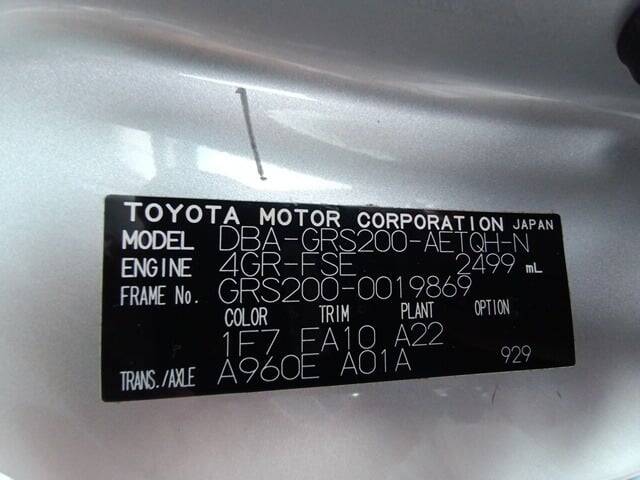 TOYOTA MOTOR CORPORATION JAPAN
MODEL DBA-GRS200-AETQH-N
ENGINE 4GR-FSE 2499 mL
FRAME No. GRS200-0019869
COLOR TRIM PLANT OPTION
1F7 FA10 A22
TRANS./AXLE A960E A01A 929